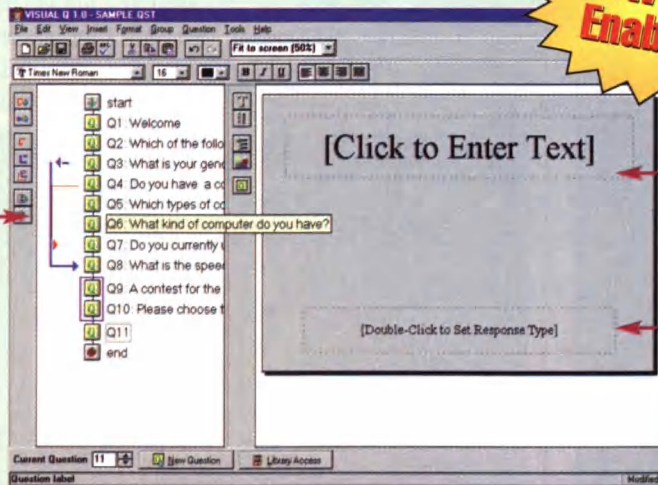 VISUAL Q 1.0 - SAMPLE.QST
File Edit View Insert Format Group Question Tools Help
Fit to screen (50%)
Times New Roman 16 B I U
start
Q1: Welcome
Q2: Which of the follo
Q3: What is your gen
Q4: Do you have a co
Q5: Which types of co
Q6: What kind of computer do you have?
Q7: Do you currently
Q8: What is the spee
Q9: A contest for the
Q10: Please choose t
Q11
end
[Click to Enter Text]
[Double-Click to Set Response Type]
Current Question 11 New Question Library Access
Question label Modified
Enab